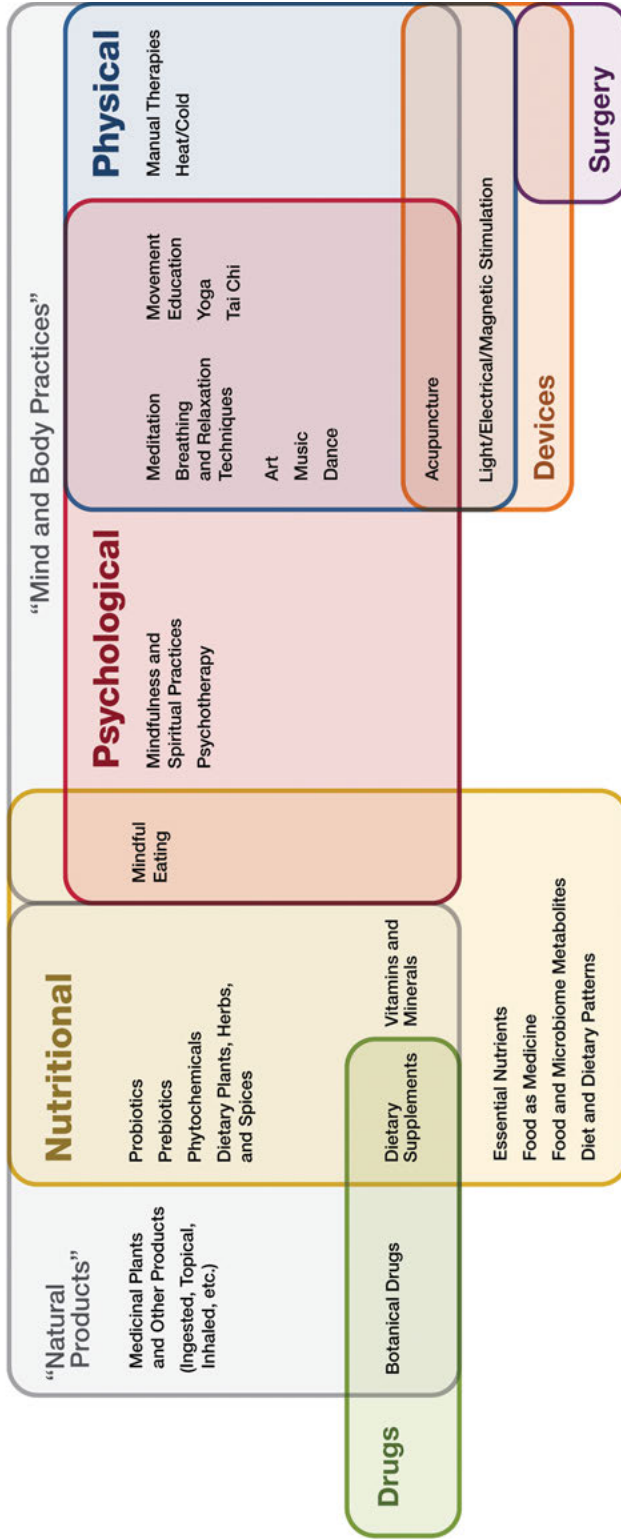 “Natural
Products”
Medicinal Plants
and Other Products
(Ingested, Topical,
Inhaled, etc.)
Drugs
Botanical Drugs
Nutritional
Probiotics
Prebiotics
Phytochemicals
Dietary Plants, Herbs,
and Spices
Dietary
Supplements
Vitamins and
Minerals
Essential Nutrients
Food as Medicine
Food and Microbiome Metabolites
Diet and Dietary Patterns
“Mind and Body Practices”
Mindful
Eating
Psychological
Mindfulness and
Spiritual Practices
Psychotherapy
Meditation
Breathing
and Relaxation
Techniques
Art
Music
Dance
Movement
Education
Yoga
Tai Chi
Physical
Manual Therapies
Heat/Cold
Acupuncture
Light/Electrical/Magnetic Stimulation
Devices
Surgery